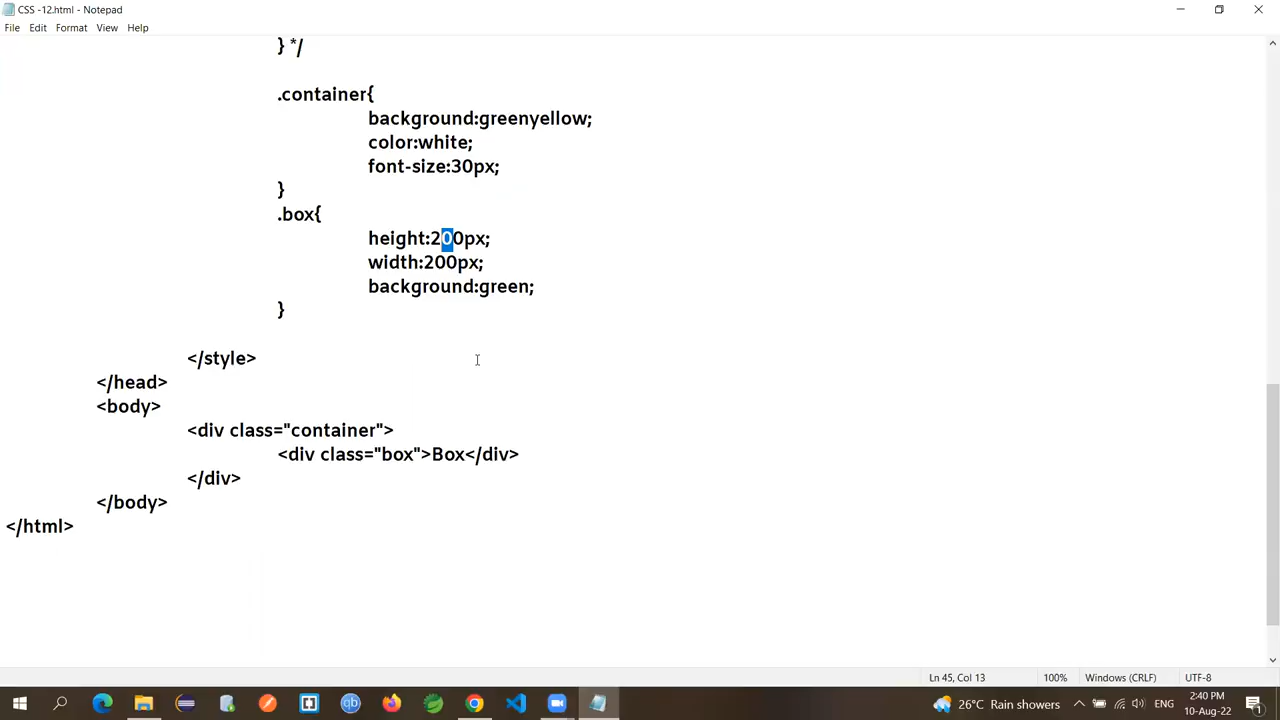 CSS -12.html - Notepad
File Edit Format View Help
} */
.container{
background:greenyellow;
color:white;
font-size:30px;
}
.box{
height:200px;
width:200px;
background:green;
}
</style>
</head>
<body>
<div class="container">
<div class="box">Box</div>
</div>
</body>
</html>
Ln 45, Col 13 100% Windows (CRLF) UTF-8
26°C Rain showers ENG 2:40 PM
10-Aug-22